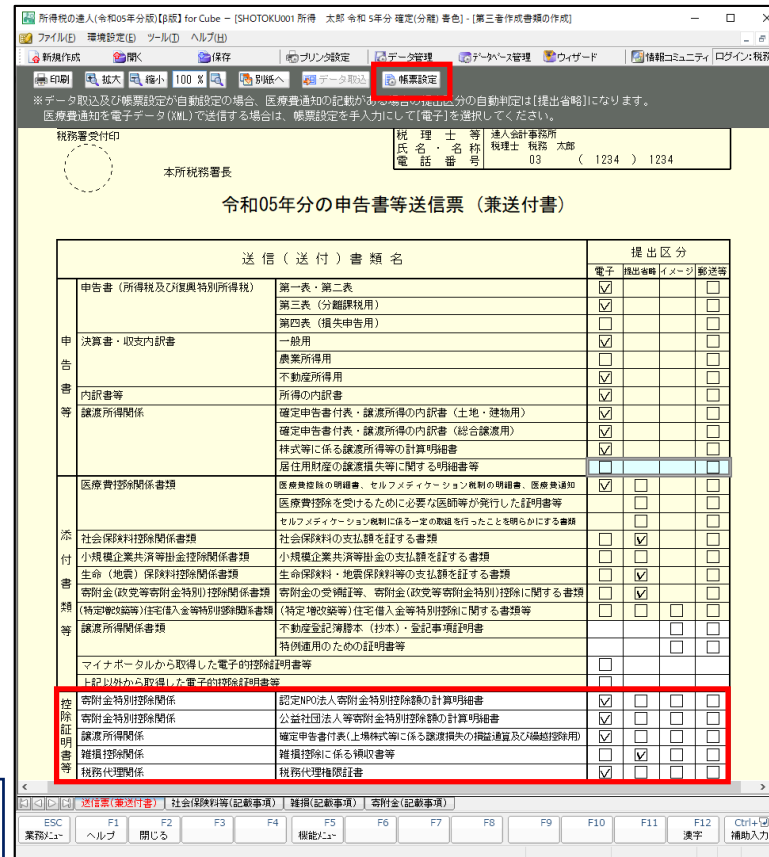 所得税の達人(令和05年分版)【β版】 for Cube - [SHOTOKU001 所得 太郎 令和 5年分 確定(分離) 青色] - [第三者作成書類の作成]
ファイル(F) 環境設定(E) ツール(T) ヘルプ(H)
新規作成 開く 保存 プリンタ設定 データ管理 データベース管理 ウィザード 情報コミュニティ ログイン:税務
印刷 拡大 縮小 100 % 別紙へ データ取込 帳票設定
※データ取込及び帳票設定が自動設定の場合、医療費通知の記載がある場合の提出区分の自動判定は[提出省略]になります。
医療費通知を電子データ(XML)で送信する場合は、帳票設定を手入力にして[電子]を選択してください。
税務署受付印
本所税務署長
税理士等 達人会計事務所
氏名・名称 税理士 税務 太郎
電話番号 03 ( 1234 ) 1234
令和05年分の申告書等送信票（兼送付書）
送信（送付）書類名 提出区分
電子 提出省略 イメージ 郵送等
申告書等
申告書（所得税及び復興特別所得税） 第一表・第二表
第三表（分離課税用）
第四表（損失申告用）
決算書・収支内訳書 一般用
農業所得用
不動産所得用
内訳書等 所得の内訳書
譲渡所得関係 確定申告書付表・譲渡所得の内訳書（土地・建物用）
確定申告書付表・譲渡所得の内訳書（総合譲渡用）
株式等に係る譲渡所得等の計算明細書
居住用財産の譲渡損失等に関する明細書等
添付書類等
医療費控除関係書類 医療費控除の明細書、セルフメディケーション税制の明細書、医療費通知
医療費控除を受けるために必要な医師等が発行した証明書等
セルフメディケーション税制に係る一定の取組を行ったことを明らかにする書類
社会保険料控除関係書類 社会保険料の支払額を証する書類
小規模企業共済等掛金控除関係書類 小規模企業共済等掛金の支払額を証する書類
生命（地震）保険料控除関係書類 生命保険料・地震保険料等の支払額を証する書類
寄附金(政党等寄附金特別)控除関係書類 寄附金の受領証等、寄附金(政党等寄附金特別)控除に関する書類
(特定増改築等)住宅借入金等特別控除関係書類 (特定増改築等)住宅借入金等特別控除に関する書類等
譲渡所得関係書類 不動産登記簿謄本（抄本）・登記事項証明書
特例適用のための証明書等
マイナポータルから取得した電子的控除証明書等
上記以外から取得した電子的控除証明書等
控除証明書等
寄附金特別控除関係 認定NPO法人寄附金特別控除額の計算明細書
寄附金特別控除関係 公益社団法人等寄附金特別控除額の計算明細書
譲渡所得関係 確定申告書付表(上場株式等に係る譲渡損失の損益通算及び繰越控除用)
雑損控除関係 雑損控除に係る領収書等
税務代理関係 税務代理権限証書
送信票(兼送付書) 社会保険料等(記載事項) 雑損(記載事項) 寄附金(記載事項)
ESC F1 F2 F3 F4 F5 F6 F7 F8 F9 F10 F11 F12 Ctrl+
業務ﾒﾆｭｰ ヘルプ 閉じる 機能ﾒﾆｭｰ 漢字 補助入力